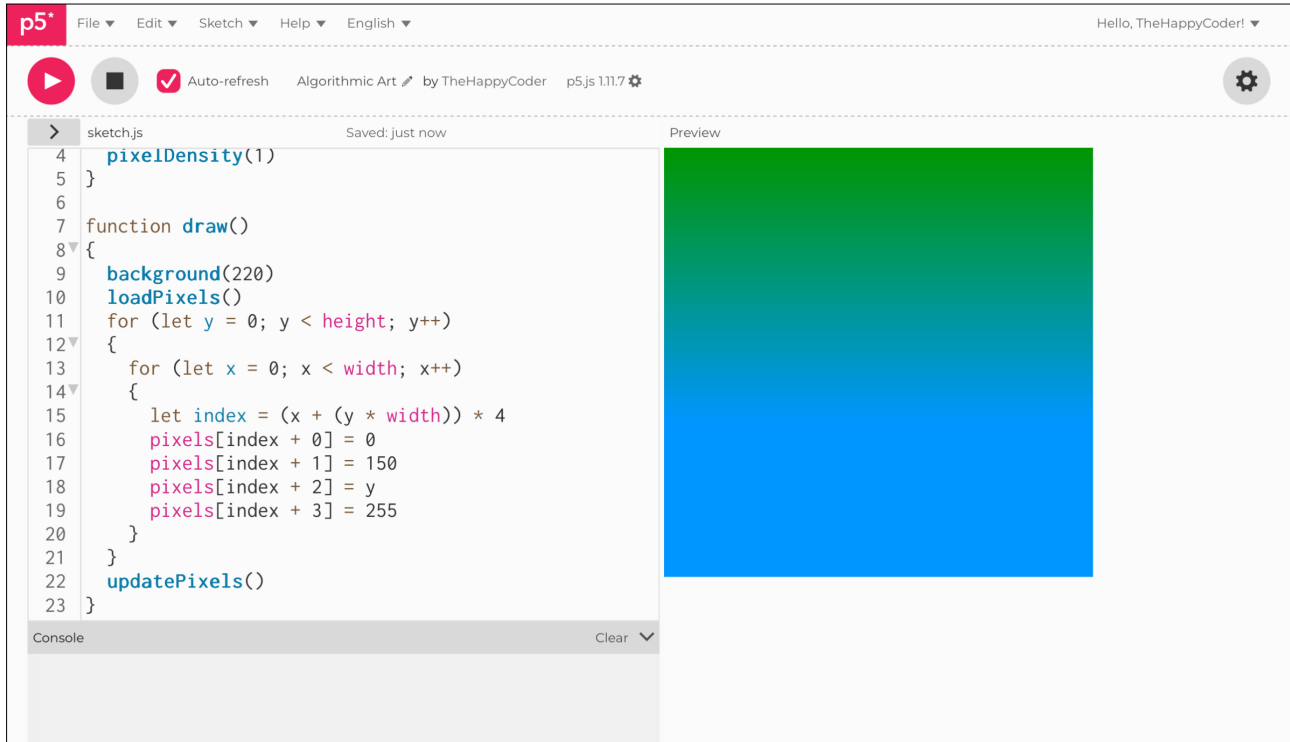 p5* File Edit Sketch Help English Hello, TheHappyCoder!
Auto-refresh Algorithmic Art by TheHappyCoder p5.js 1.11.7
sketch.js Saved: just now Preview
4 pixelDensity(1)
5 }
6
7 function draw()
8 {
9 background(220)
10 loadPixels()
11 for (let y = 0; y < height; y++)
12 {
13 for (let x = 0; x < width; x++)
14 {
15 let index = (x + (y * width)) * 4
16 pixels[index + 0] = 0
17 pixels[index + 1] = 150
18 pixels[index + 2] = y
19 pixels[index + 3] = 255
20 }
21 }
22 updatePixels()
23 }
Console Clear